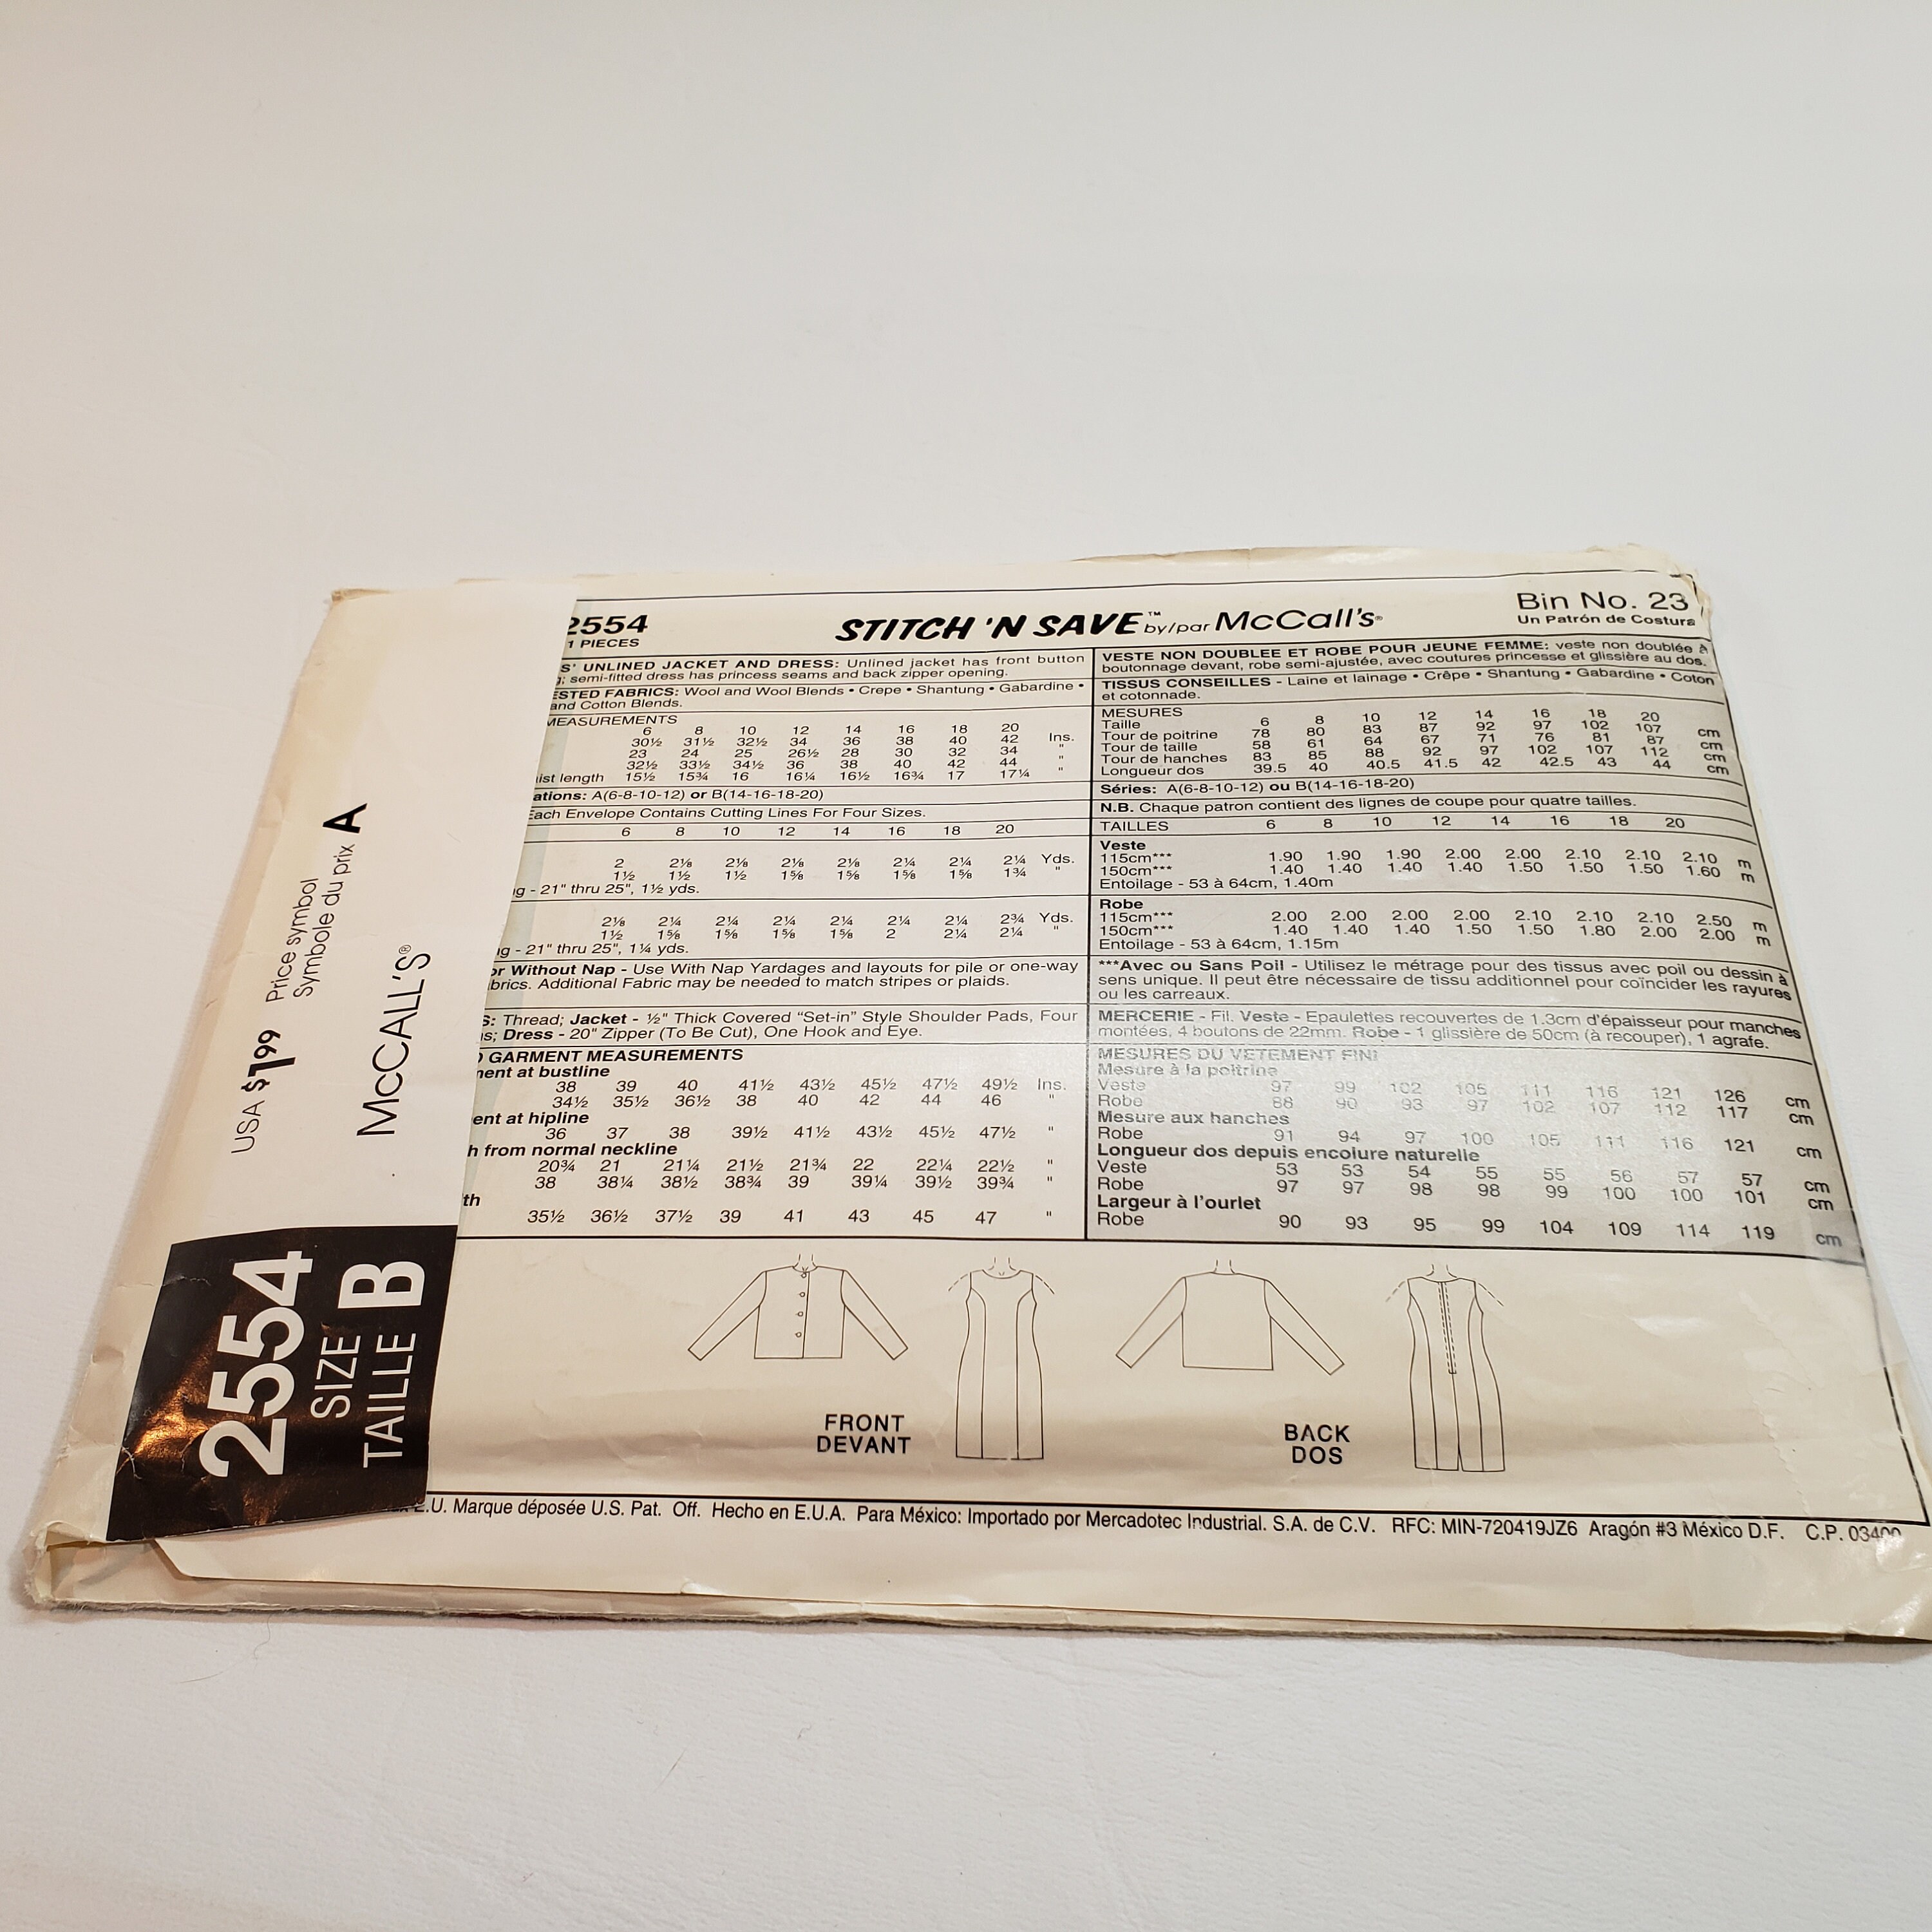 USA $1.99 Price symbol A
Symbole du prix
McCALL'S®
2554
SIZE B
TAILLE
2554
1 PIECES
STITCH 'N SAVE™ by/par McCall's®
Bin No. 23
Un Patrón de Costura
S' UNLINED JACKET AND DRESS: Unlined jacket has front button
; semi-fitted dress has princess seams and back zipper opening.
ESTED FABRICS: Wool and Wool Blends • Crepe • Shantung • Gabardine •
and Cotton Blends.
MEASUREMENTS
6 8 10 12 14 16 18 20
30½ 31½ 32½ 34 36 38 40 42 Ins.
23 24 25 26½ 28 30 32 34 "
32½ 33½ 34½ 36 38 40 42 44 "
ist length 15½ 15¾ 16 16¼ 16½ 16¾ 17 17¼ "
ations: A(6-8-10-12) or B(14-16-18-20)
Each Envelope Contains Cutting Lines For Four Sizes.
6 8 10 12 14 16 18 20
2 2⅛ 2⅛ 2⅛ 2⅛ 2¼ 2¼ 2¼ Yds.
1½ 1½ 1½ 1⅝ 1⅝ 1⅝ 1⅝ 1¾ "
g - 21" thru 25", 1½ yds.
2⅛ 2¼ 2¼ 2¼ 2¼ 2¼ 2¼ 2¾ Yds.
1½ 1⅝ 1⅝ 1⅝ 1⅝ 2 2¼ 2¼ "
g - 21" thru 25", 1¼ yds.
or Without Nap - Use With Nap Yardages and layouts for pile or one-way
brics. Additional Fabric may be needed to match stripes or plaids.
S: Thread; Jacket - ½" Thick Covered "Set-in" Style Shoulder Pads, Four
s; Dress - 20" Zipper (To Be Cut), One Hook and Eye.
D GARMENT MEASUREMENTS
ment at bustline
38 39 40 41½ 43½ 45½ 47½ 49½ Ins.
34½ 35½ 36½ 38 40 42 44 46 "
ent at hipline
36 37 38 39½ 41½ 43½ 45½ 47½ "
h from normal neckline
20¾ 21 21¼ 21½ 21¾ 22 22¼ 22½ "
38 38¼ 38½ 38¾ 39 39¼ 39½ 39¾ "
th
35½ 36½ 37½ 39 41 43 45 47 "
VESTE NON DOUBLEE ET ROBE POUR JEUNE FEMME: veste non doublée à
boutonnage devant, robe semi-ajustée, avec coutures princesse et glissière au dos.
TISSUS CONSEILLES - Laine et lainage • Crêpe • Shantung • Gabardine • Coton
et cotonnade.
MESURES
Taille 6 8 10 12 14 16 18 20
Tour de poitrine 78 80 83 87 92 97 102 107 cm
Tour de taille 58 61 64 67 71 76 81 87 cm
Tour de hanches 83 85 88 92 97 102 107 112 cm
Longueur dos 39.5 40 40.5 41.5 42 42.5 43 44 cm
Séries: A(6-8-10-12) ou B(14-16-18-20)
N.B. Chaque patron contient des lignes de coupe pour quatre tailles.
TAILLES 6 8 10 12 14 16 18 20
Veste
115cm*** 1.90 1.90 1.90 2.00 2.00 2.10 2.10 2.10 m
150cm*** 1.40 1.40 1.40 1.40 1.50 1.50 1.50 1.60 m
Entoilage - 53 à 64cm, 1.40m
Robe
115cm*** 2.00 2.00 2.00 2.00 2.10 2.10 2.10 2.50 m
150cm*** 1.40 1.40 1.40 1.50 1.50 1.80 2.00 2.00 m
Entoilage - 53 à 64cm, 1.15m
***Avec ou Sans Poil - Utilisez le métrage pour des tissus avec poil ou dessin à
sens unique. Il peut être nécessaire de tissu additionnel pour coïncider les rayures
ou les carreaux.
MERCERIE - Fil. Veste - Epaulettes recouvertes de 1.3cm d'épaisseur pour manches
montées, 4 boutons de 22mm. Robe - 1 glissière de 50cm (à recouper), 1 agrafe.
MESURES DU VETEMENT FINI
Mesure à la poitrine
Veste 97 99 102 105 111 116 121 126 cm
Robe 88 90 93 97 102 107 112 117 cm
Mesure aux hanches
Robe 91 94 97 100 105 111 116 121 cm
Longueur dos depuis encolure naturelle
Veste 53 53 54 55 55 56 57 57 cm
Robe 97 97 98 98 99 100 100 101 cm
Largeur à l'ourlet
Robe 90 93 95 99 104 109 114 119 cm
FRONT
DEVANT
BACK
DOS
E.U. Marque déposée U.S. Pat. Off. Hecho en E.U.A. Para México: Importado por Mercadotec Industrial. S.A. de C.V. RFC: MIN-720419JZ6 Aragón #3 México D.F. C.P. 03400